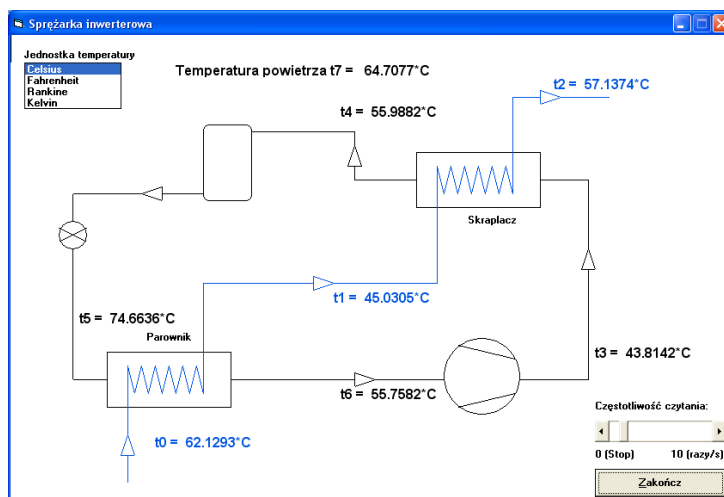 Sprężarka inwerterowa
Jednostka temperatury
Celsius
Fahrenheit
Rankine
Kelvin
Temperatura powietrza t7 = 64.7077*C
t2 = 57.1374*C
t4 = 55.9882*C
Skraplacz
t1 = 45.0305*C
t5 = 74.6636*C
Parownik
t3 = 43.8142*C
t6 = 55.7582*C
t0 = 62.1293*C
Częstotliwość czytania:
0 (Stop) 10 (razy/s)
Zakończ